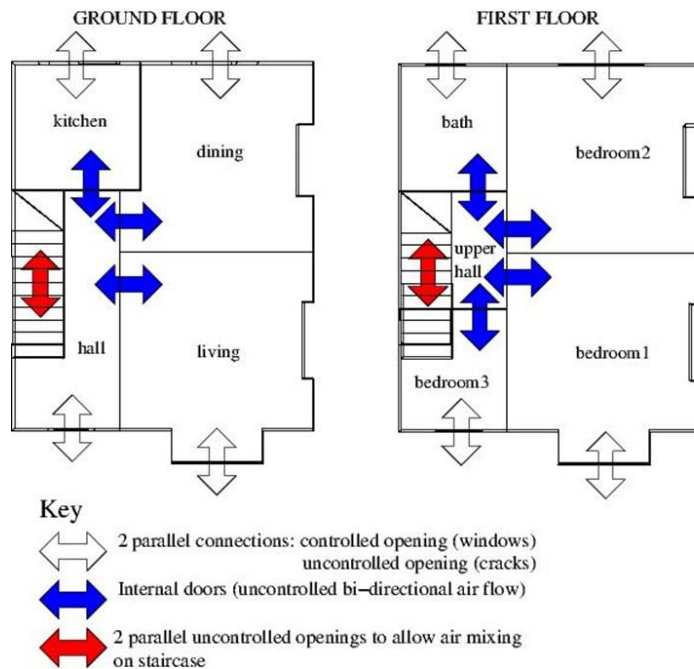 GROUND FLOOR
FIRST FLOOR
kitchen
dining
hall
living
bath
bedroom2
upper
hall
bedroom1
bedroom3
Key
2 parallel connections: controlled opening (windows)
uncontrolled opening (cracks)
Internal doors (uncontrolled bi-directional air flow)
2 parallel uncontrolled openings to allow air mixing
on staircase